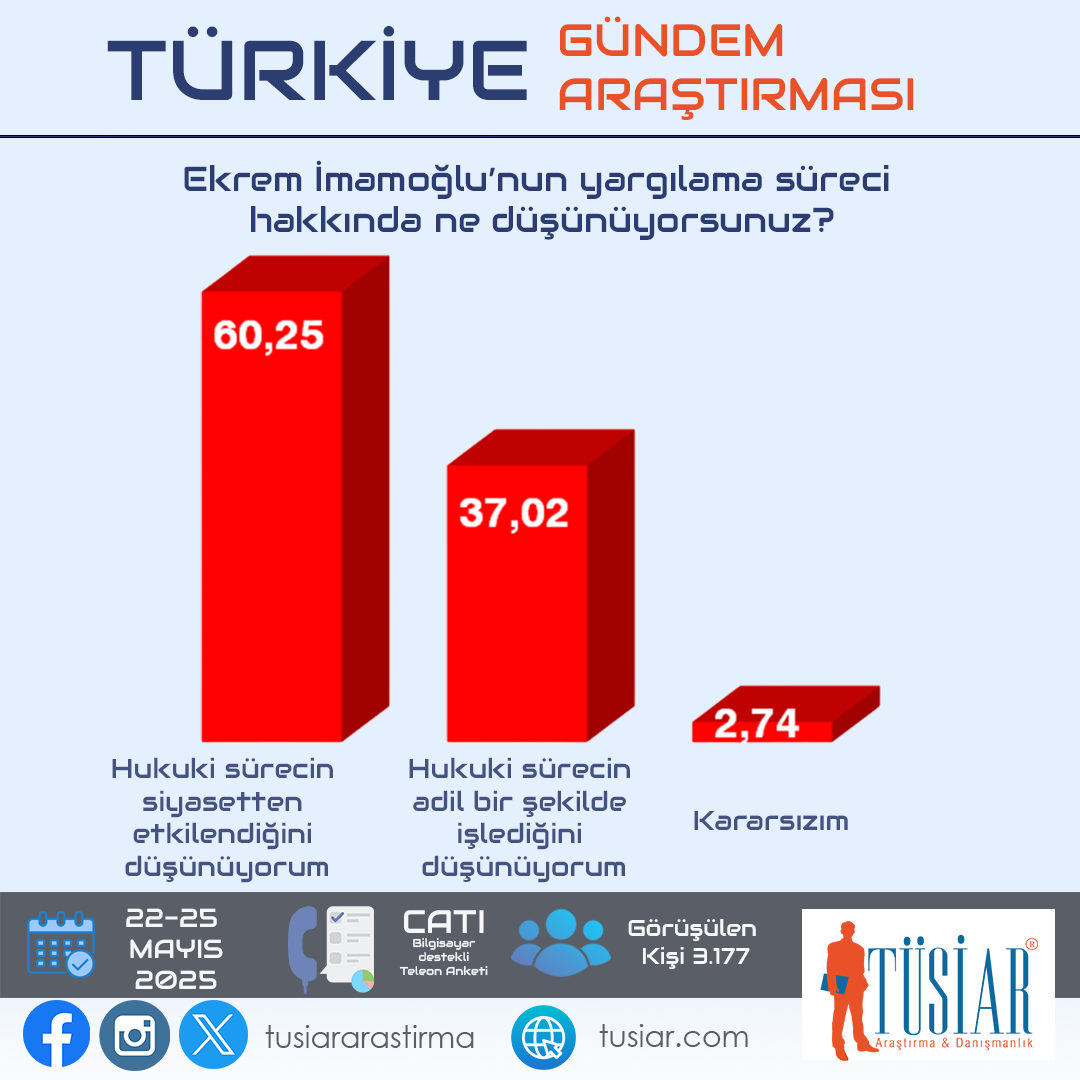 TÜRKİYE
GÜNDEM
ARAŞTIRMASI
Ekrem İmamoğlu'nun yargılama süreci
hakkında ne düşünüyorsunuz?
60,25
37,02
2,74
Hukuki sürecin
siyasetten
etkilendiğini
düşünüyorum
Hukuki sürecin
adil bir şekilde
işlediğini
düşünüyorum
Kararsızım
22-25
MAYIS
2025
CATI
Bilgisayar
destekli
Teleon Anketi
Görüşülen
Kişi 3.177
TÜSİAR®
Araştırma & Danışmanlık
tusiararastirma
tusiar.com